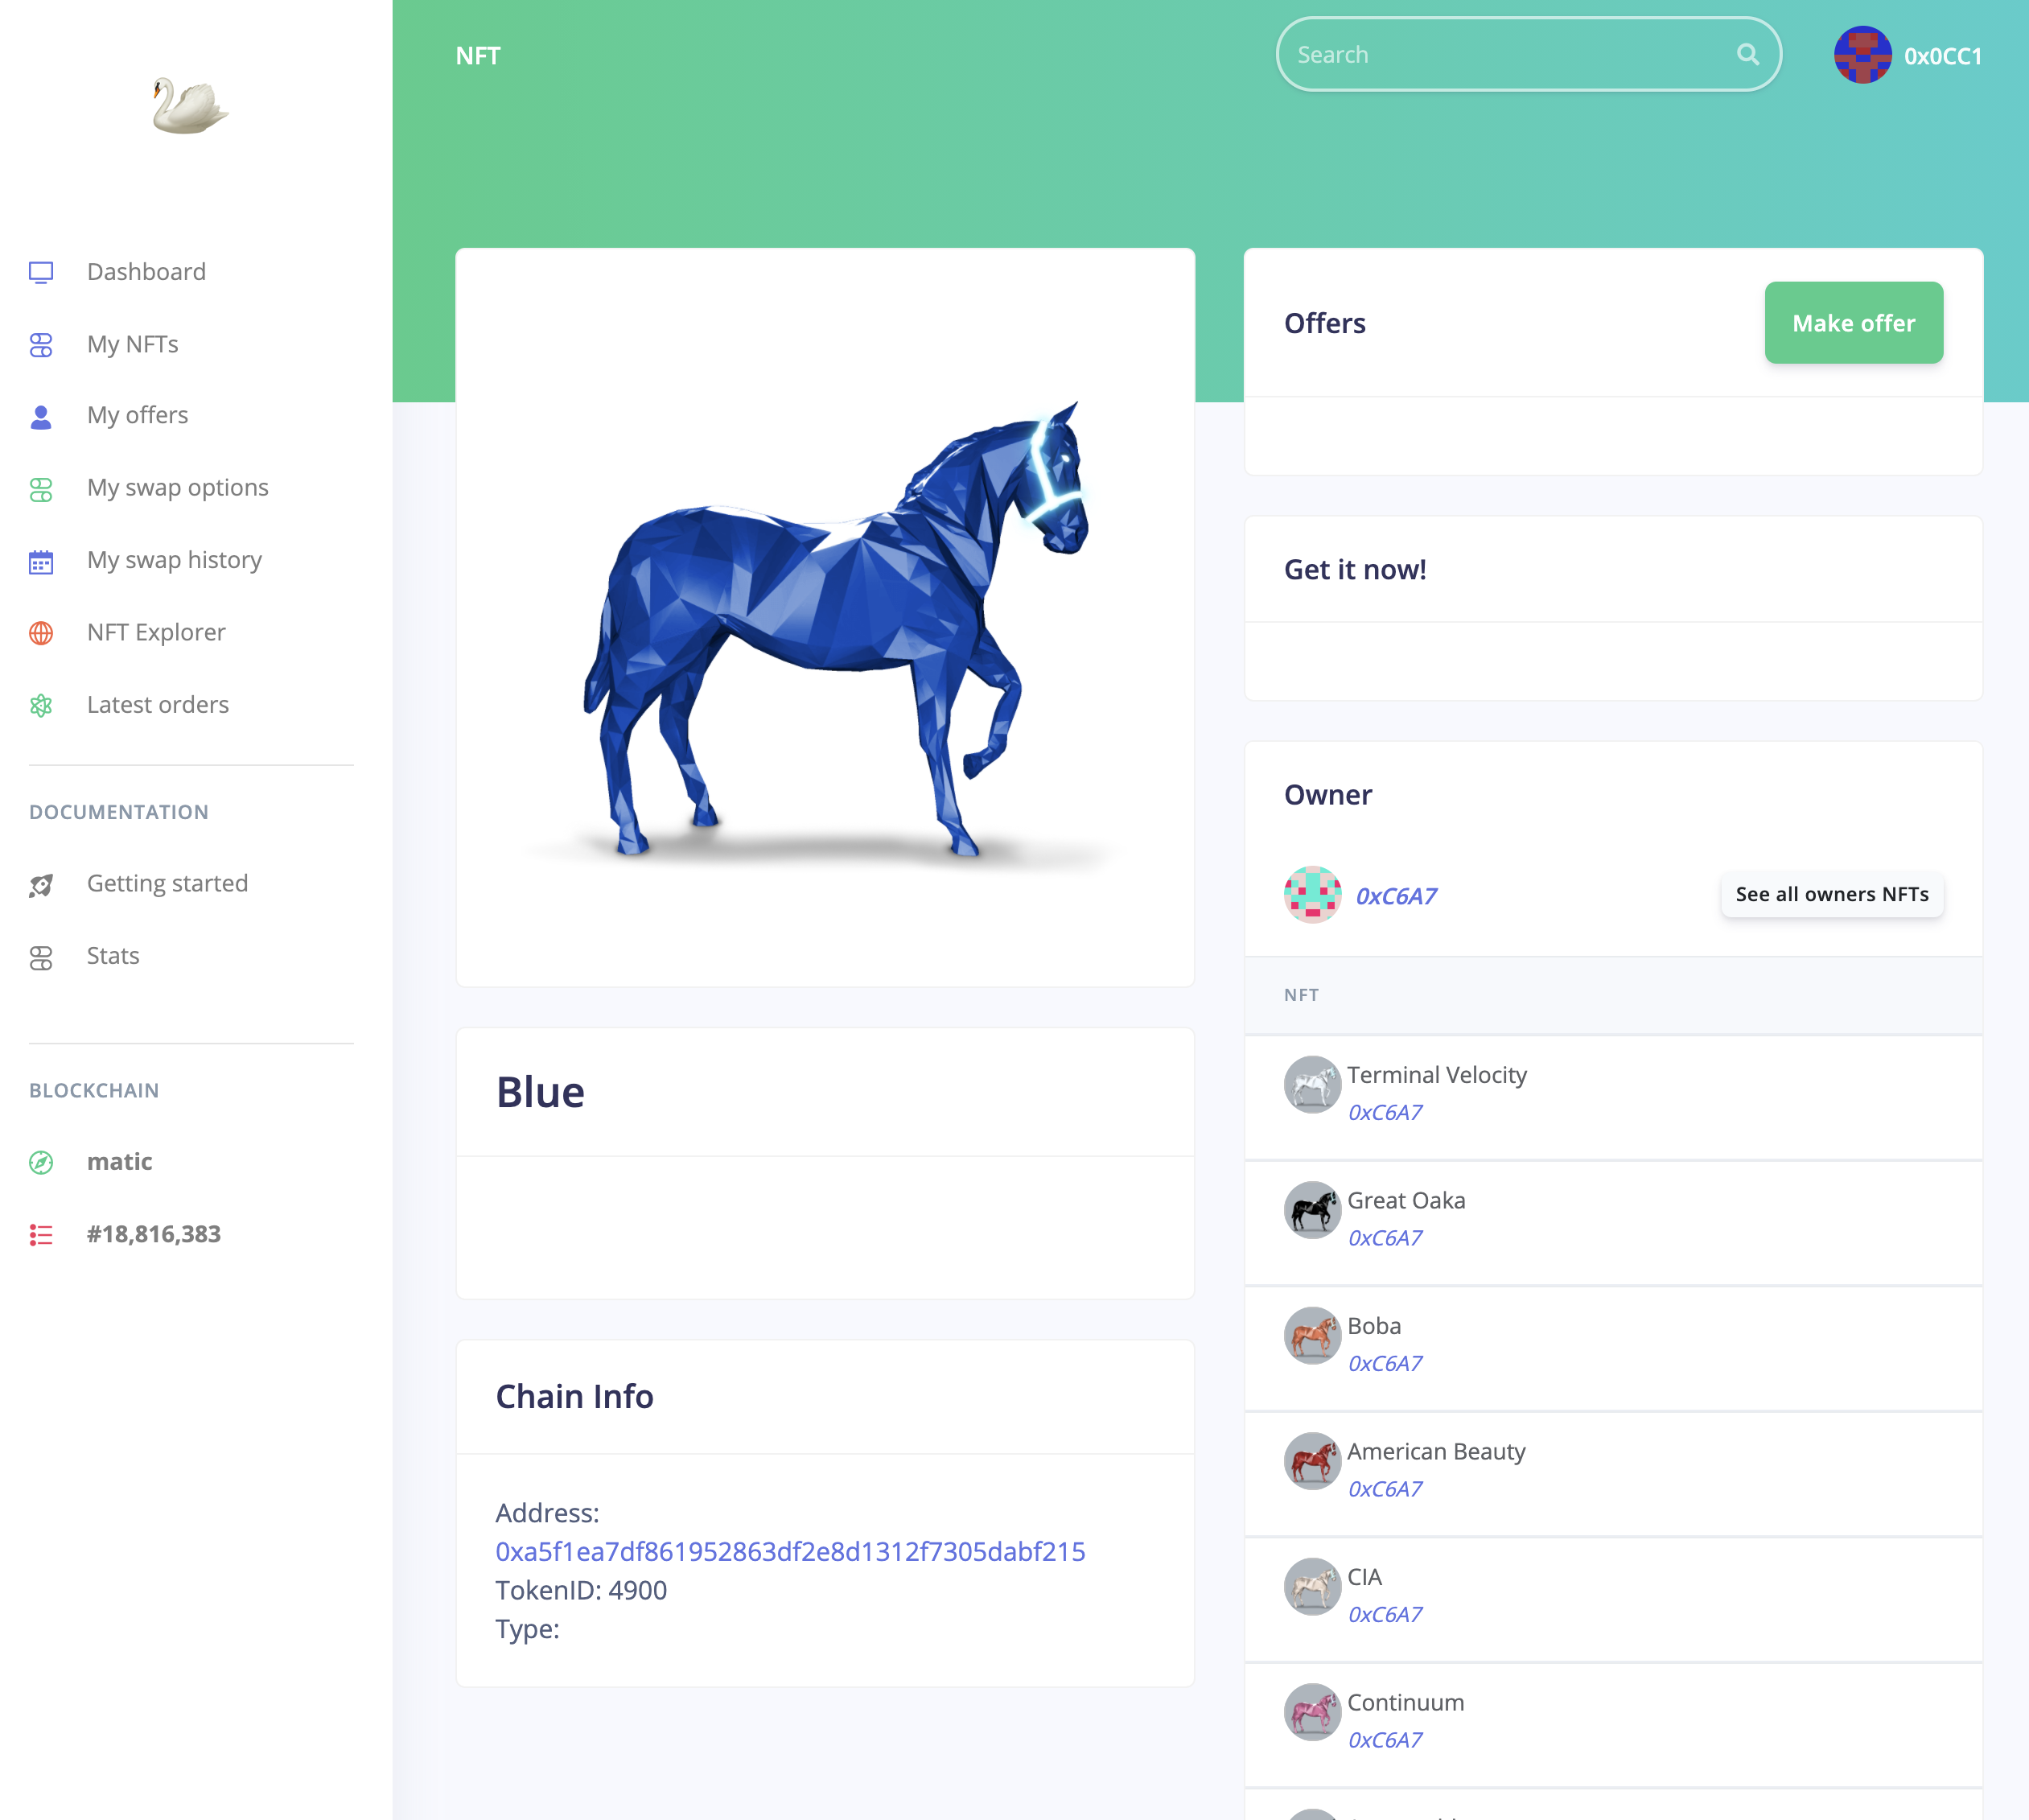 NFT
Search
0x0CC1
Dashboard
My NFTs
My offers
My swap options
My swap history
NFT Explorer
Latest orders
DOCUMENTATION
Getting started
Stats
BLOCKCHAIN
matic
#18,816,383
Blue
Chain Info
Address:
0xa5f1ea7df861952863df2e8d1312f7305dabf215
TokenID: 4900
Type:
Offers
Make offer
Get it now!
Owner
0xC6A7
See all owners NFTs
NFT
Terminal Velocity
0xC6A7
Great Oaka
0xC6A7
Boba
0xC6A7
American Beauty
0xC6A7
CIA
0xC6A7
Continuum
0xC6A7